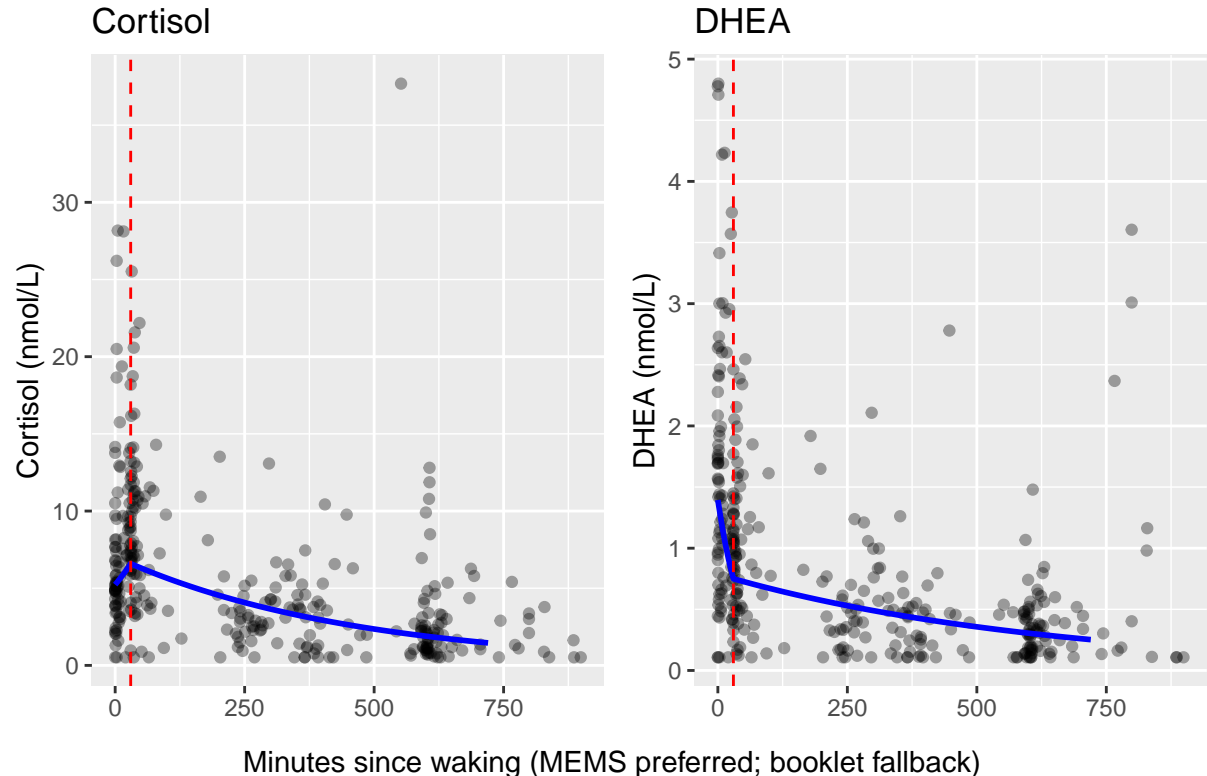 Cortisol
DHEA
Cortisol (nmol/L)
30
20
10
0
0 250 500 750
DHEA (nmol/L)
5
4
3
2
1
0
0 250 500 750
Minutes since waking (MEMS preferred; booklet fallback)